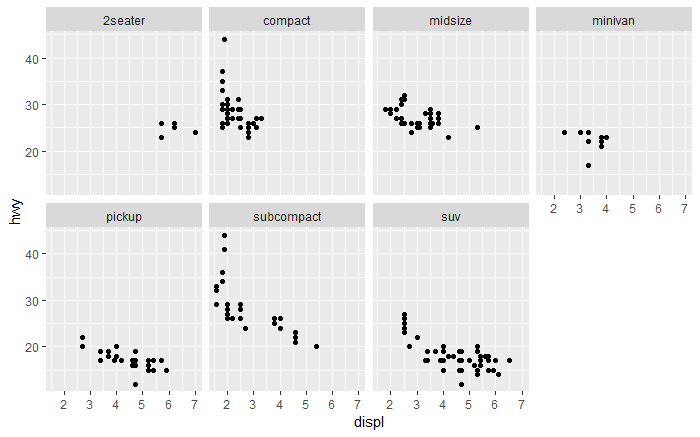 2seater compact midsize minivan
40
30
20
2 3 4 5 6 7
hwy
pickup subcompact suv
40
30
20
2 3 4 5 6 7 2 3 4 5 6 7 2 3 4 5 6 7
displ